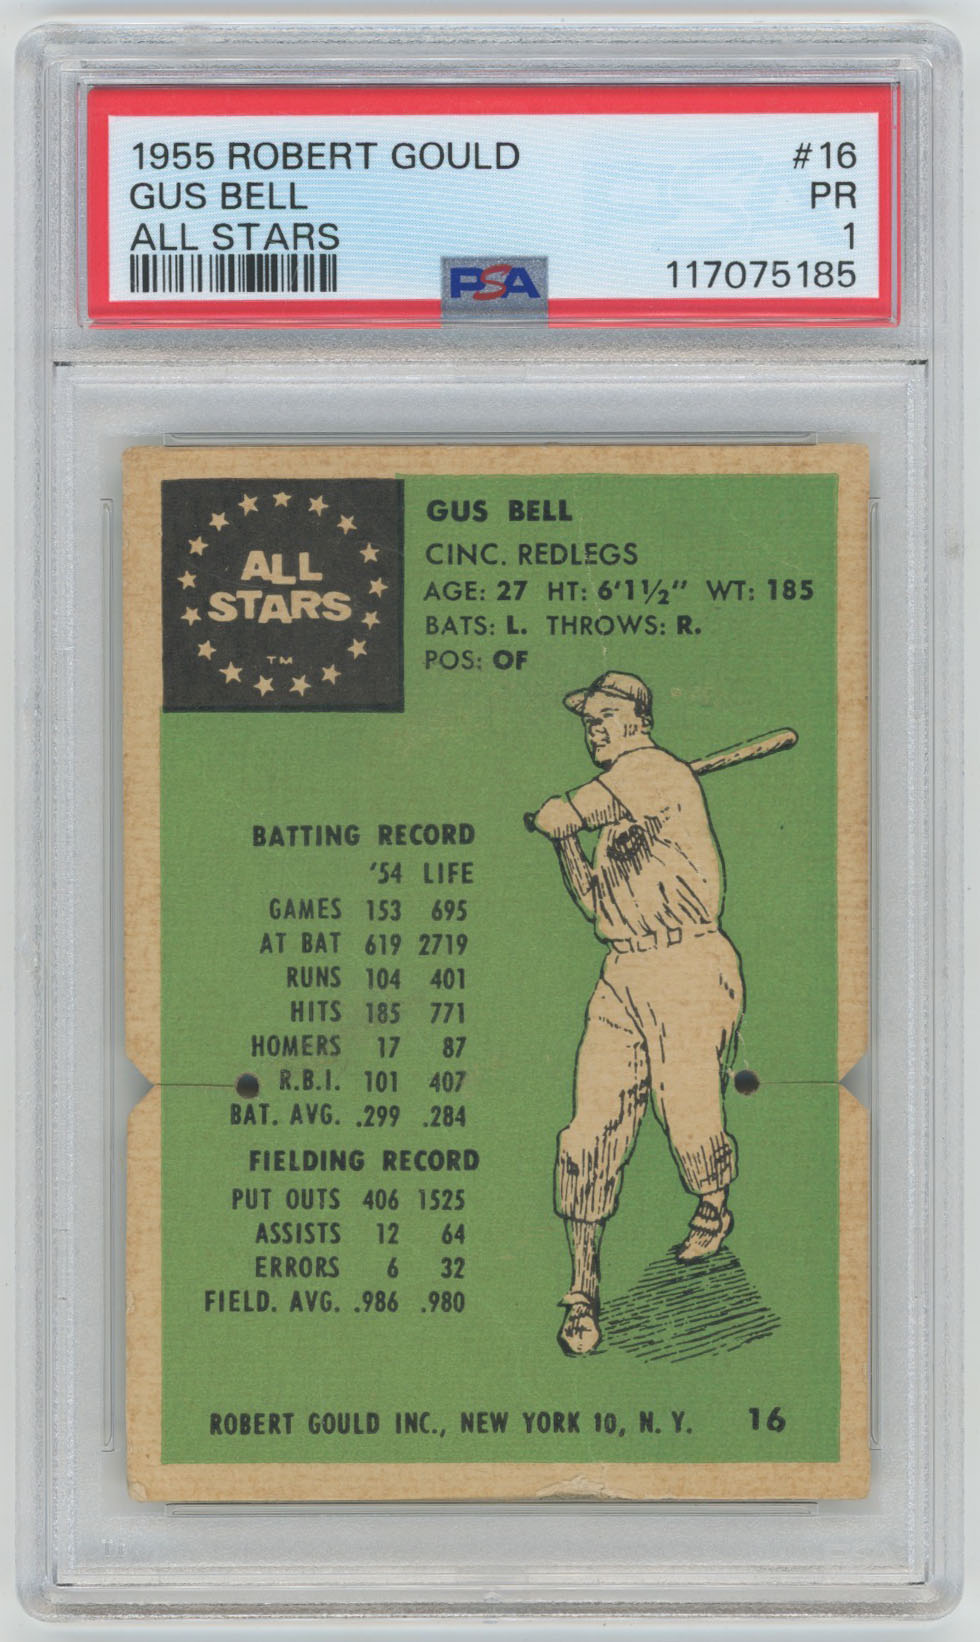 1955 ROBERT GOULD #16
GUS BELL PR
ALL STARS 1
117075185
PSA
ALL
STARS
TM
GUS BELL
CINC. REDLEGS
AGE: 27 HT: 6'1½" WT: 185
BATS: L. THROWS: R.
POS: OF
BATTING RECORD
'54 LIFE
GAMES 153 695
AT BAT 619 2719
RUNS 104 401
HITS 185 771
HOMERS 17 87
R.B.I. 101 407
BAT. AVG. .299 .284
FIELDING RECORD
PUT OUTS 406 1525
ASSISTS 12 64
ERRORS 6 32
FIELD. AVG. .986 .980
ROBERT GOULD INC., NEW YORK 10, N. Y. 16